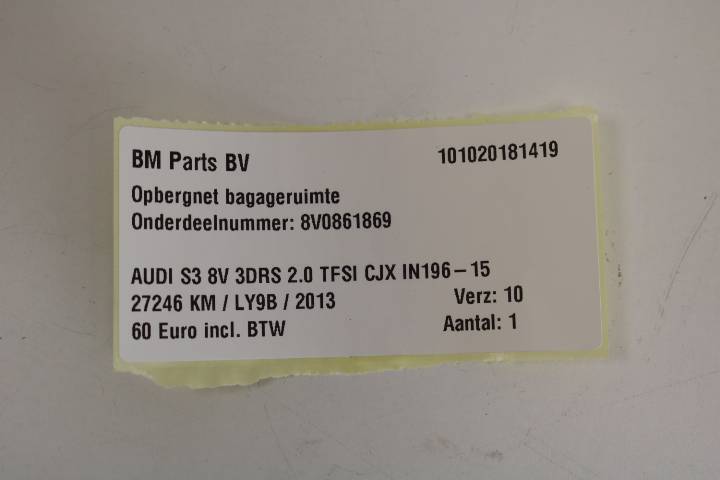 BM Parts BV 101020181419
Opbergnet bagageruimte
Onderdeelnummer: 8V0861869
AUDI S3 8V 3DRS 2.0 TFSI CJX IN196-15
27246 KM / LY9B / 2013 Verz: 10
60 Euro incl. BTW Aantal: 1